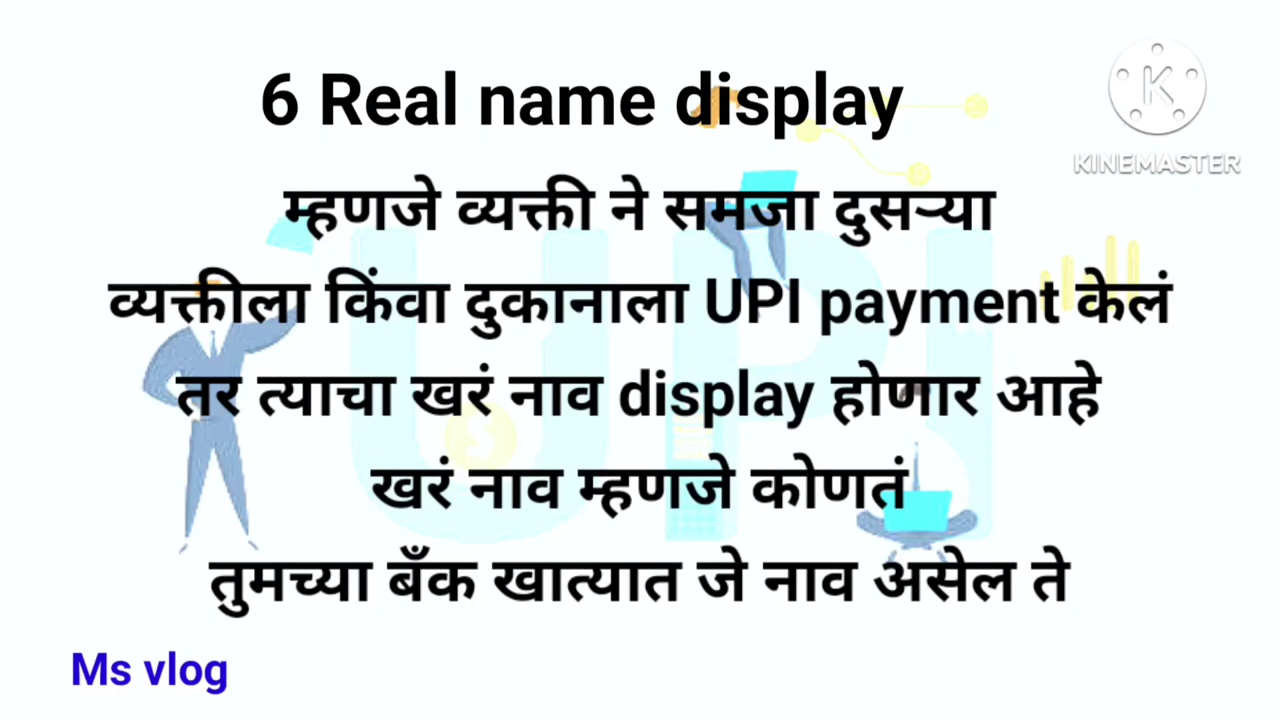 6 Real name display
KINEMASTER
म्हणजे व्यक्ती ने समजा दुसऱ्या
व्यक्तीला किंवा दुकानाला UPI payment केलं
तर त्याचा खरं नाव display होणार आहे
खरं नाव म्हणजे कोणतं
तुमच्या बँक खात्यात जे नाव असेल ते
Ms vlog
UPI